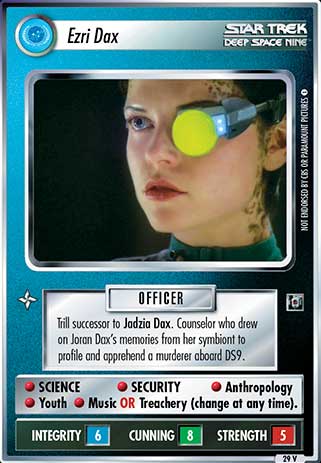 Ezri Dax
STAR TREK
DEEP SPACE NINE
NOT ENDORSED BY CBS OR PARAMOUNT PICTURES
OFFICER
Trill successor to Jadzia Dax. Counselor who drew
on Joran Dax's memories from her symbiont to
profile and apprehend a murderer aboard DS9.
SCIENCE SECURITY Anthropology
Youth Music OR Treachery (change at any time).
INTEGRITY 6 CUNNING 8 STRENGTH 5
29 V